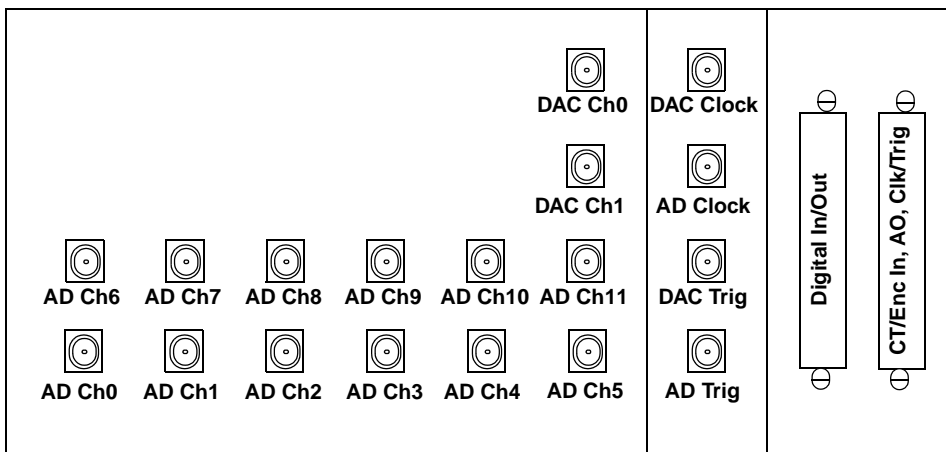 DAC Ch0
DAC Clock
DAC Ch1
AD Clock
AD Ch6
AD Ch7
AD Ch8
AD Ch9
AD Ch10
AD Ch11
DAC Trig
AD Ch0
AD Ch1
AD Ch2
AD Ch3
AD Ch4
AD Ch5
AD Trig
Digital In/Out
CT/Enc In, AO, Clk/Trig